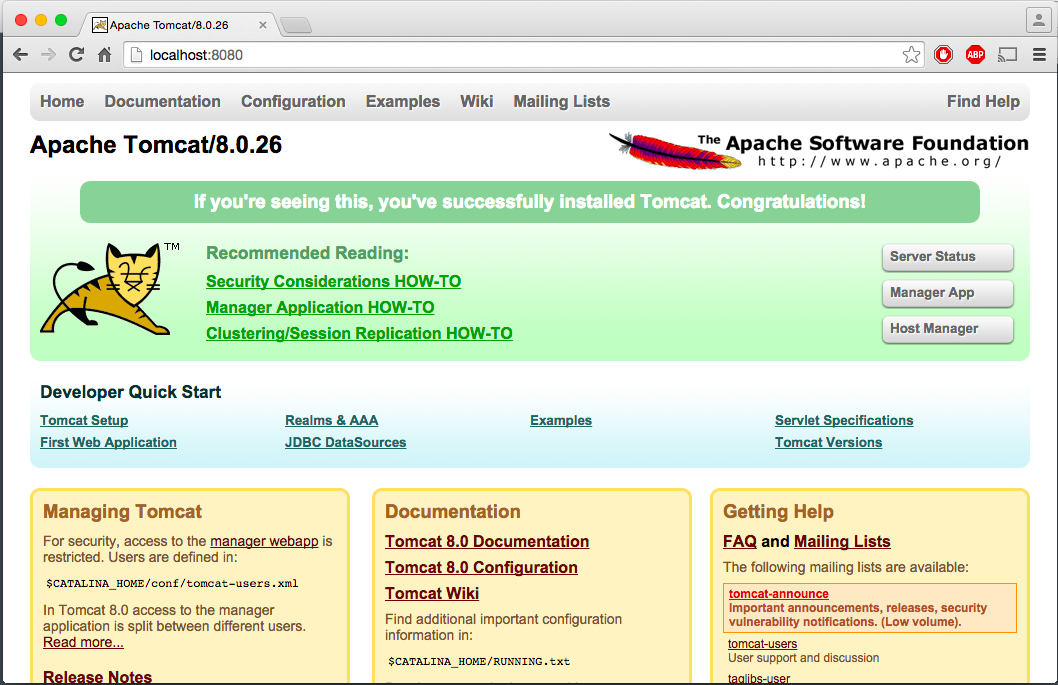 Apache Tomcat/8.0.26
localhost:8080
ABP
Home Documentation Configuration Examples Wiki Mailing Lists Find Help
Apache Tomcat/8.0.26
The Apache Software Foundation
http://www.apache.org/
If you're seeing this, you've successfully installed Tomcat. Congratulations!
TM
Recommended Reading:
Security Considerations HOW-TO
Manager Application HOW-TO
Clustering/Session Replication HOW-TO
Server Status
Manager App
Host Manager
Developer Quick Start
Tomcat Setup
First Web Application
Realms & AAA
JDBC DataSources
Examples
Servlet Specifications
Tomcat Versions
Managing Tomcat
For security, access to the manager webapp is
restricted. Users are defined in:
$CATALINA_HOME/conf/tomcat-users.xml
In Tomcat 8.0 access to the manager
application is split between different users.
Read more...
Release Notes
Documentation
Tomcat 8.0 Documentation
Tomcat 8.0 Configuration
Tomcat Wiki
Find additional important configuration
information in:
$CATALINA_HOME/RUNNING.txt
Getting Help
FAQ and Mailing Lists
The following mailing lists are available:
tomcat-announce
Important announcements, releases, security
vulnerability notifications. (Low volume).
tomcat-users
User support and discussion
taglibs-user